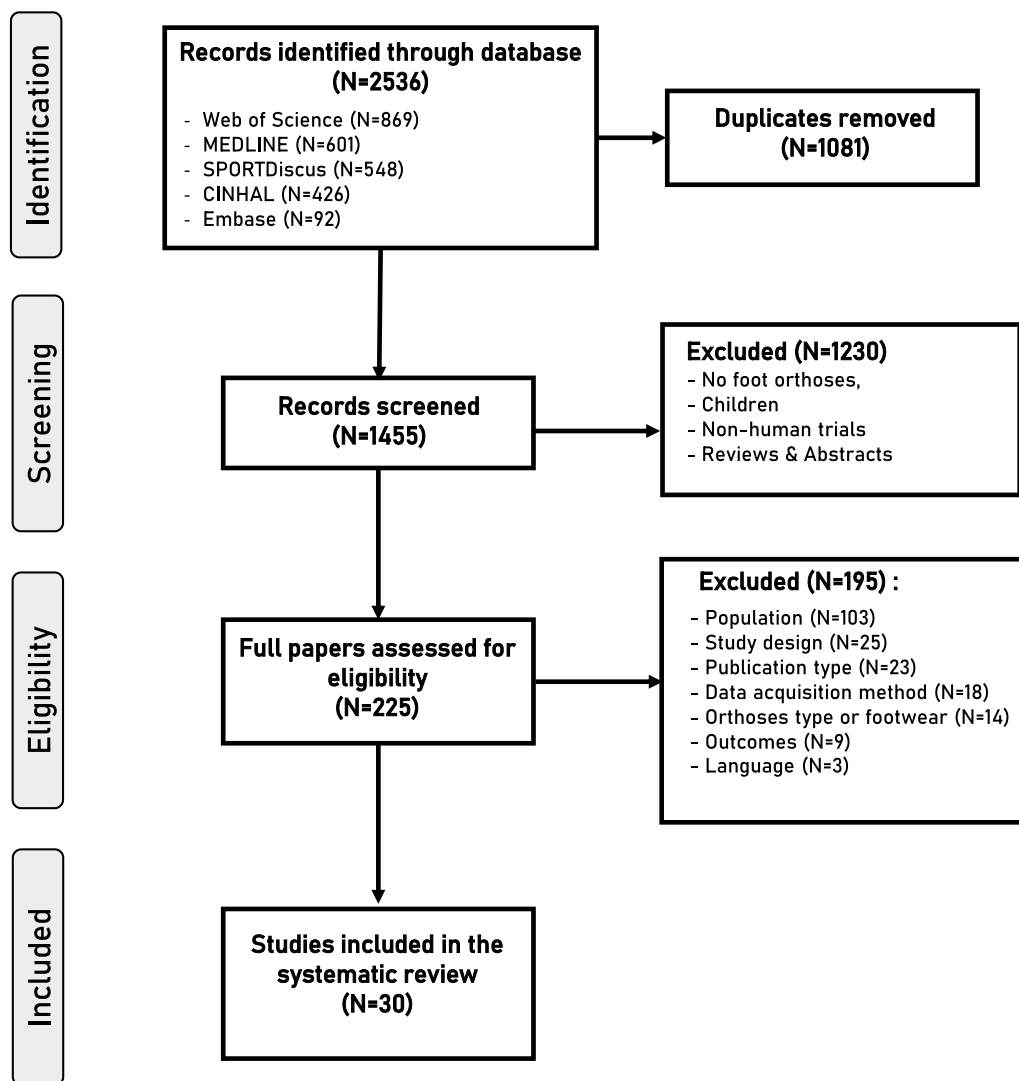 Identification
Records identified through database
(N=2536)
- Web of Science (N=869)
- MEDLINE (N=601)
- SPORTDiscus (N=548)
- CINHAL (N=426)
- Embase (N=92)
Duplicates removed
(N=1081)
Screening
Records screened
(N=1455)
Excluded (N=1230)
- No foot orthoses,
- Children
- Non-human trials
- Reviews & Abstracts
Eligibility
Full papers assessed for
eligibility
(N=225)
Excluded (N=195) :
- Population (N=103)
- Study design (N=25)
- Publication type (N=23)
- Data acquisition method (N=18)
- Orthoses type or footwear (N=14)
- Outcomes (N=9)
- Language (N=3)
Included
Studies included in the
systematic review
(N=30)